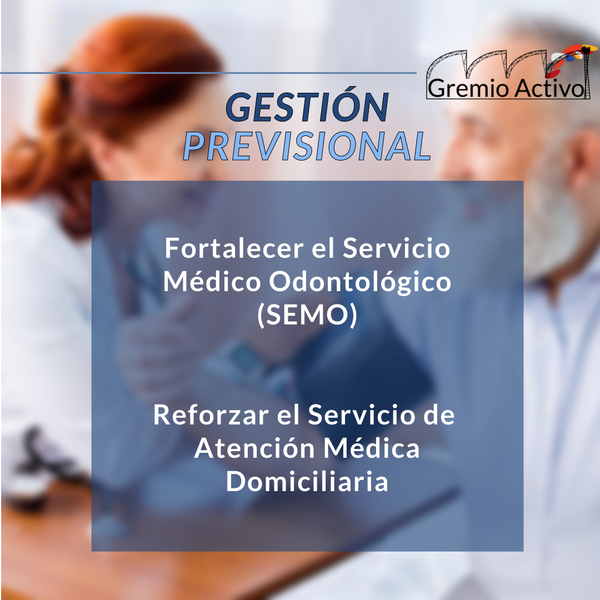 Gremio Activo
GESTIÓN
PREVISIONAL
Fortalecer el Servicio
Médico Odontológico
(SEMO)
Reforzar el Servicio de
Atención Médica
Domiciliaria